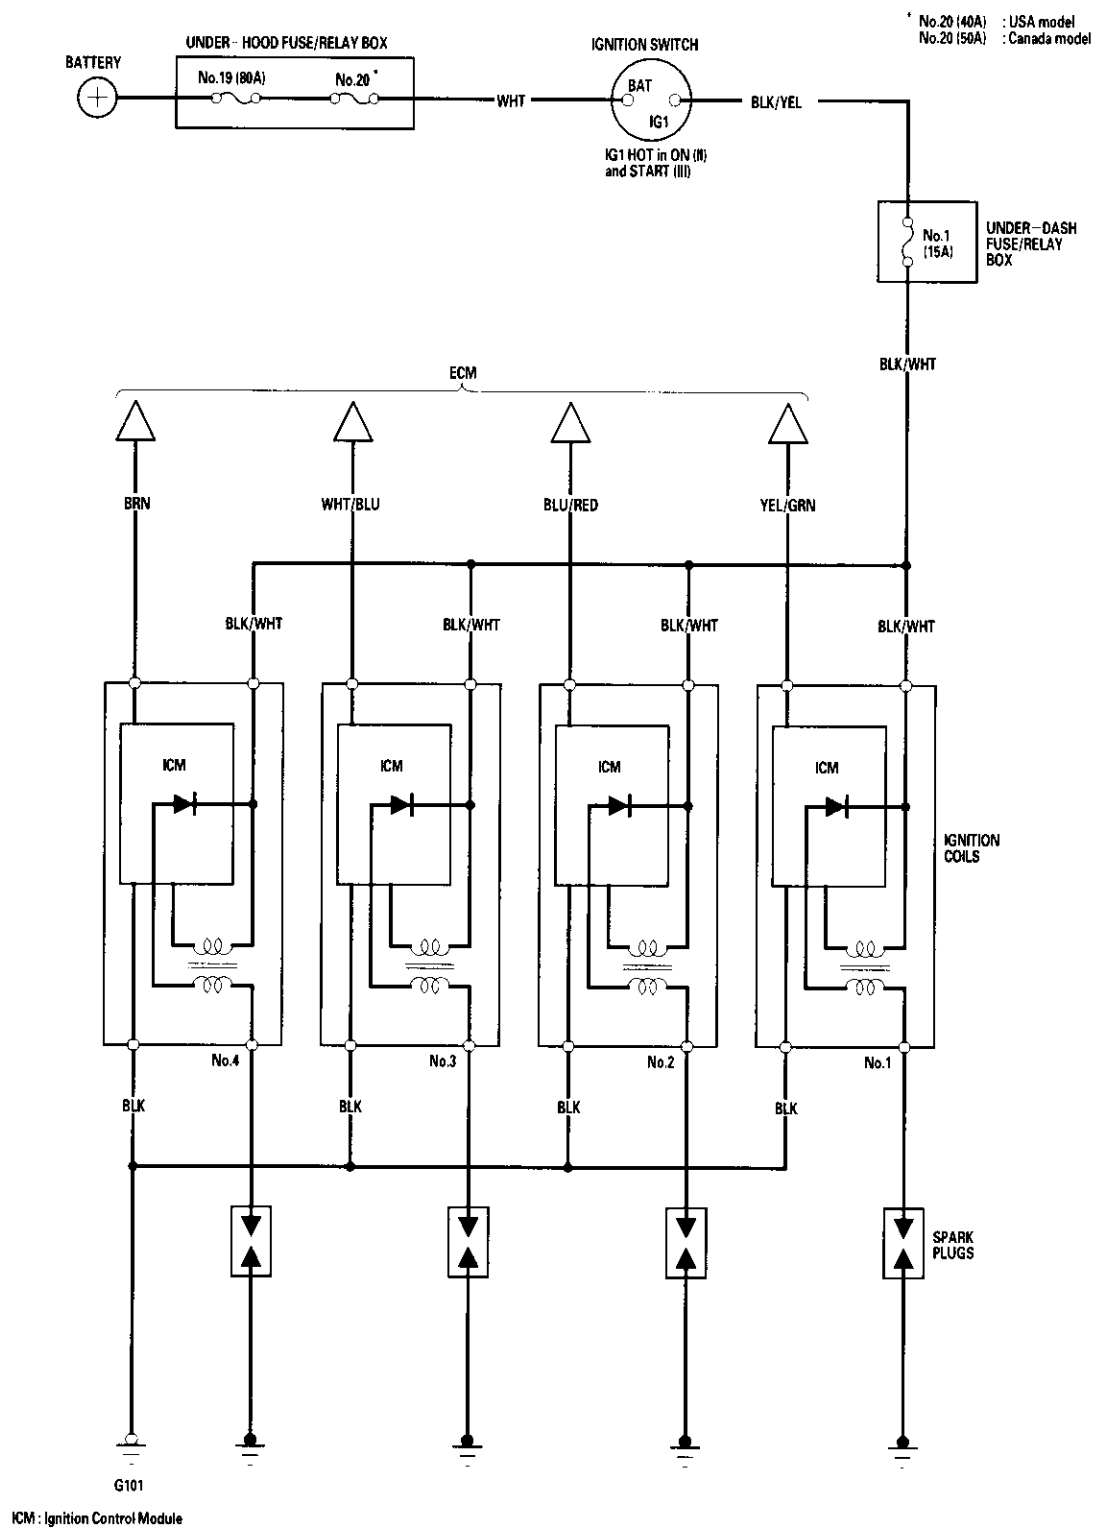 * No.20 (40A) : USA model
No.20 (50A) : Canada model
UNDER-HOOD FUSE/RELAY BOX
IGNITION SWITCH
BATTERY
No.19 (80A)
No.20 *
BAT
WHT
BLK/YEL
IG1
IG1 HOT in ON (II)
and START (III)
No.1
(15A)
UNDER-DASH
FUSE/RELAY
BOX
BLK/WHT
ECM
BRN
WHT/BLU
BLU/RED
YEL/GRN
BLK/WHT
BLK/WHT
BLK/WHT
BLK/WHT
ICM
ICM
ICM
ICM
IGNITION
COILS
No.4
No.3
No.2
No.1
BLK
BLK
BLK
BLK
SPARK
PLUGS
G101
ICM : Ignition Control Module